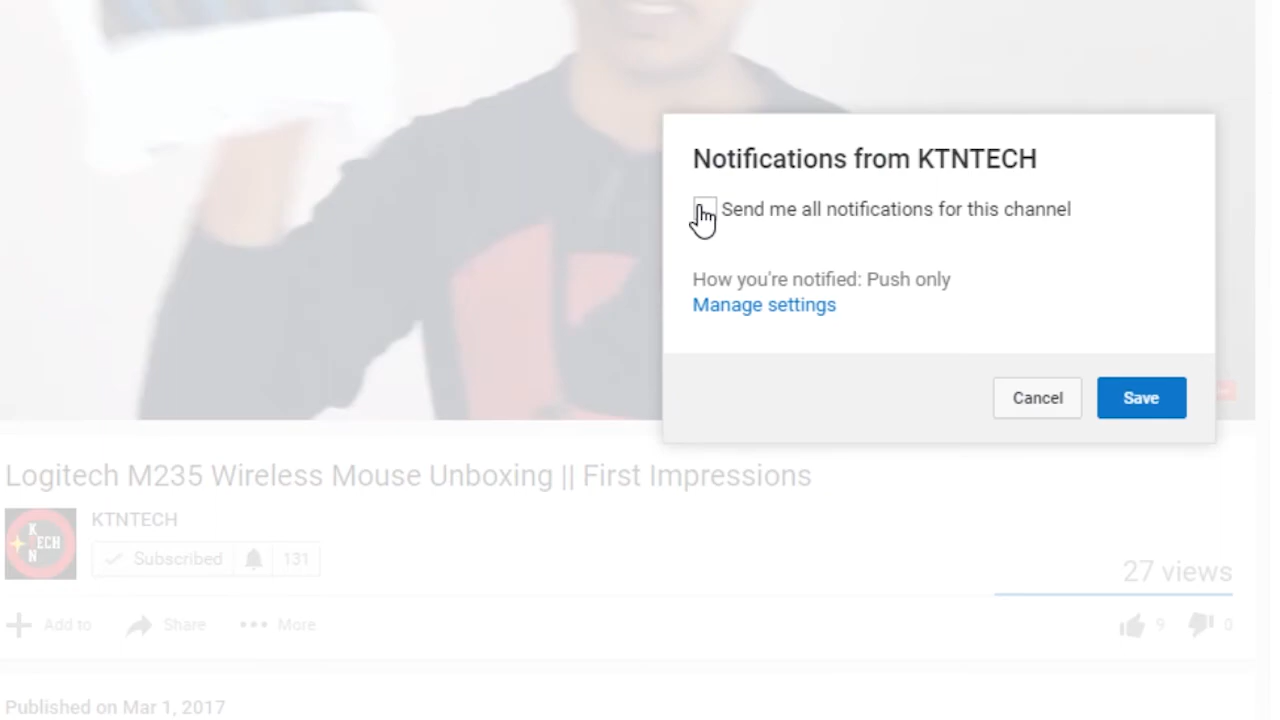 Notifications from KTNTECH
Send me all notifications for this channel
How you're notified: Push only
Manage settings
Cancel
Save
Logitech M235 Wireless Mouse Unboxing || First Impressions
K
TECH
N
KTNTECH
Subscribed
131
27 views
Add to
Share
More
9
0
Published on Mar 1, 2017